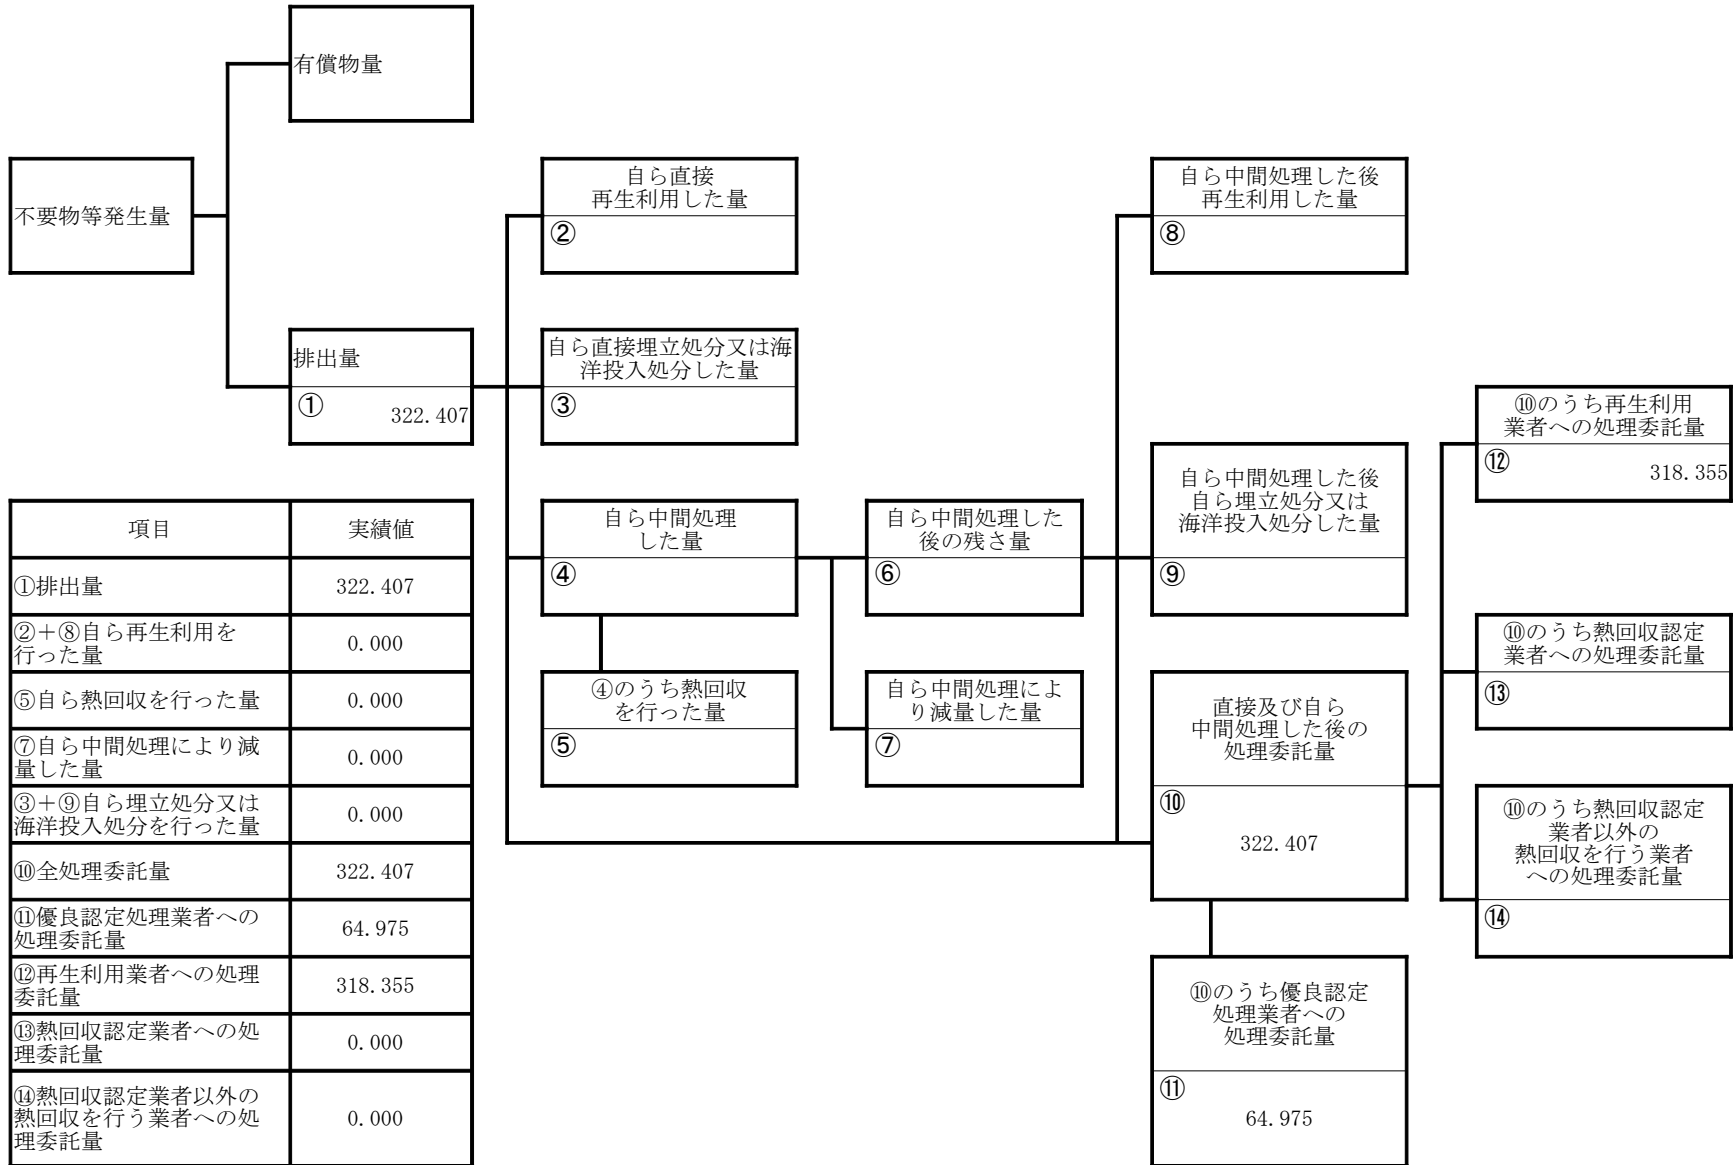 有償物量
不要物等発生量
自ら直接
再生利用した量
②
自ら中間処理した後
再生利用した量
⑧
排出量
① 322.407
自ら直接埋立処分又は海
洋投入処分した量
③
⑩のうち再生利用
業者への処理委託量
⑫ 318.355
自ら中間処理した後
自ら埋立処分又は
海洋投入処分した量
⑨
自ら中間処理
した量
④
自ら中間処理した
後の残さ量
⑥
⑩のうち熱回収認定
業者への処理委託量
⑬
④のうち熱回収
を行った量
⑤
自ら中間処理によ
り減量した量
⑦
直接及び自ら
中間処理した後の
処理委託量
⑩
322.407
⑩のうち熱回収認定
業者以外の
熱回収を行う業者
への処理委託量
⑭
⑩のうち優良認定
処理業者への
処理委託量
⑪
64.975
項目 実績値
①排出量 322.407
②+⑧自ら再生利用を
行った量 0.000
⑤自ら熱回収を行った量 0.000
⑦自ら中間処理により減
量した量 0.000
③+⑨自ら埋立処分又は
海洋投入処分を行った量 0.000
⑩全処理委託量 322.407
⑪優良認定処理業者への
処理委託量 64.975
⑫再生利用業者への処理
委託量 318.355
⑬熱回収認定業者への処
理委託量 0.000
⑭熱回収認定業者以外の
熱回収を行う業者への処
理委託量 0.000